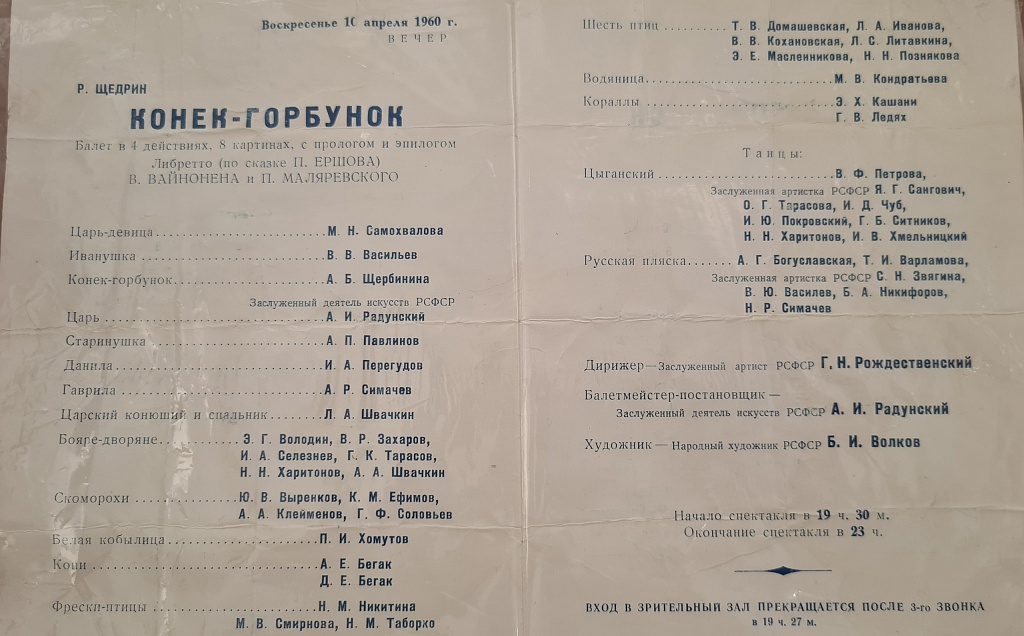 Воскресенье 10 апреля 1960 г.
ВЕЧЕР
Р. ЩЕДРИН
КОНЕК-ГОРБУНОК
Балет в 4 действиях, 8 картинах, с прологом и эпилогом
Либретто (по сказке П. ЕРШОВА)
В. ВАЙНОНЕНА и П. МАЛЯРЕВСКОГО
Царь-девица.......................М. Н. Самохвалова
Иванушка.......................В. В. Васильев
Конек-горбунок.......................А. Б. Щербинина
Заслуженный деятель искусств РСФСР
Царь.......................А. И. Радунский
Старинушка.......................А. П. Павлинов
Данила.......................И. А. Перегудов
Гаврила.......................А. Р. Симачев
Царский конюший и спальник........Л. А. Швачкин
Бояре-дворяне............Э. Г. Володин, В. Р. Захаров,
И. А. Селезнев, Г. К. Тарасов,
Н. Н. Харитонов, А. А. Швачкин
Скоморохи...............Ю. В. Выренков, К. М. Ефимов,
А. А. Клейменов, Г. Ф. Соловьев
Белая кобылица.......................П. И. Хомутов
Кони.......................А. Е. Бегак
Д. Е. Бегак
Фрески-птицы.......................Н. М. Никитина
М. В. Смирнова, Н. М. Таборко
Шесть птиц..........Т. В. Домашевская, Л. А. Иванова,
В. В. Кохановская, Л. С. Литавкина,
Э. Е. Масленникова, Н. Н. Познякова
Водяница.......................М. В. Кондратьева
Кораллы.......................Э. Х. Кашани
Г. В. Ледях
Танцы:
Цыганский.......................В. Ф. Петрова,
Заслуженная артистка РСФСР Я. Г. Сангович,
О. Г. Тарасова, И. Д. Чуб,
И. Ю. Покровский, Г. Б. Ситников,
Н. Н. Харитонов, И. В. Хмельницкий
Русская пляска.......А. Г. Богуславская, Т. И. Варламова,
Заслуженная артистка РСФСР С. Н. Звягина,
В. Ю. Василев, Б. А. Никифоров,
Н. Р. Симачев
Дирижер—Заслуженный артист РСФСР Г. Н. Рождественский
Балетмейстер-постановщик —
Заслуженный деятель искусств РСФСР А. И. Радунский
Художник — Народный художник РСФСР Б. И. Волков
Начало спектакля в 19 ч. 30 м.
Окончание спектакля в 23 ч.
ВХОД В ЗРИТЕЛЬНЫЙ ЗАЛ ПРЕКРАЩАЕТСЯ ПОСЛЕ 3-го ЗВОНКА
в 19 ч. 27 м.